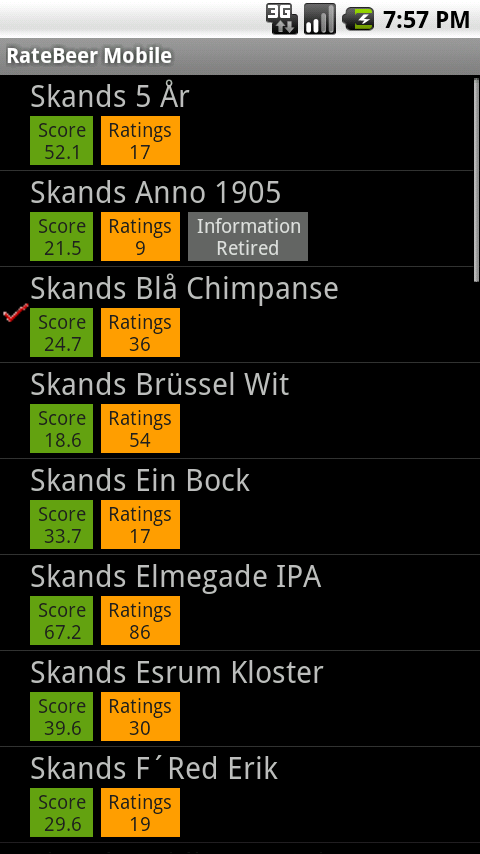 3G 7:57 PM
RateBeer Mobile
Skands 5 År
Score Ratings
52.1 17
Skands Anno 1905
Score Ratings Information
21.5 9 Retired
Skands Blå Chimpanse
Score Ratings
24.7 36
Skands Brüssel Wit
Score Ratings
18.6 54
Skands Ein Bock
Score Ratings
33.7 17
Skands Elmegade IPA
Score Ratings
67.2 86
Skands Esrum Kloster
Score Ratings
39.6 30
Skands F´Red Erik
Score Ratings
29.6 19